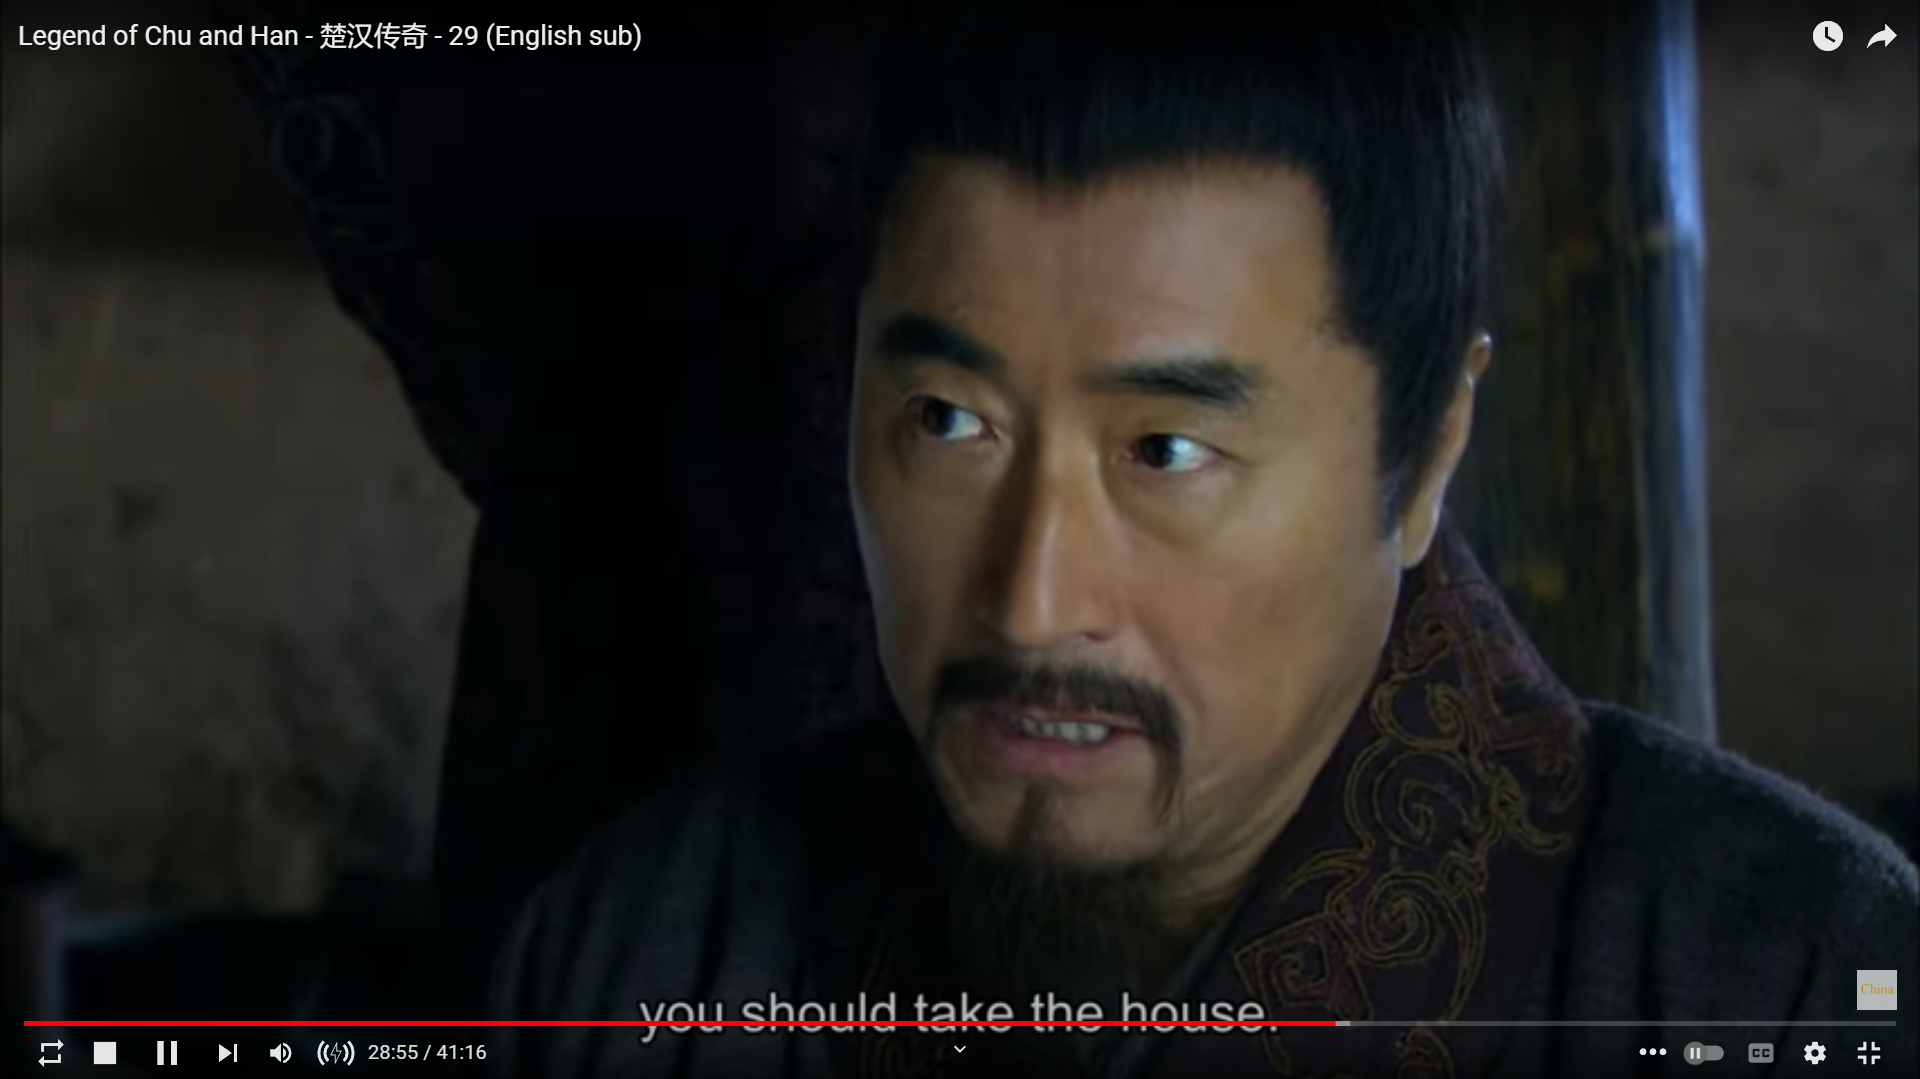 Legend of Chu and Han - 楚汉传奇 - 29 (English sub)
China
you should take the house.
28:55 / 41:16
CC